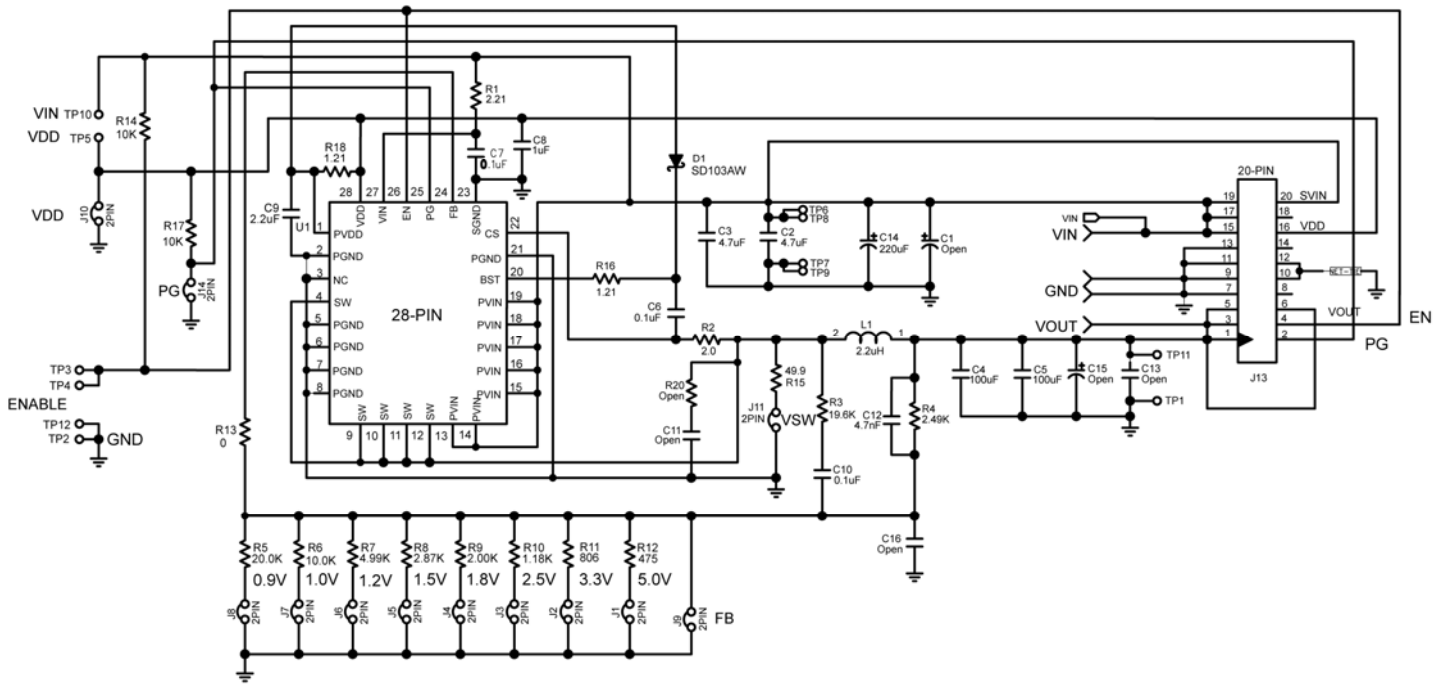 VIN TP10
VDD TP5
J10
2PIN
VDD
R14
10K
R17
10K
PG
J14
2PIN
TP3
TP4
ENABLE
TP12
TP2
GND
R13
0
R18
1.21
C9
2.2uF
U1
R1
2.21
C7
0.1uF
C8
1uF
28 27 26 25 24 23
VDD VIN EN PG FB SGND
1 PVDD
2 PGND
3 NC
4 SW
5 PGND
6 PGND
7 PGND
8 PGND
28-PIN
CS 22
PGND 21
BST 20
PVIN 19
PVIN 18
PVIN 17
PVIN 16
PVIN 15
SW SW SW SW PVIN PVIN
9 10 11 12 13 14
D1
SD103AW
R16
1.21
C6
0.1uF
R2
2.0
R20
Open
C11
Open
49.9
R15
J11
2PIN
VSW
R3
19.6K
C10
0.1uF
2 L1 1
2.2uH
C12
4.7nF
R4
2.49K
C16
Open
C3
4.7uF
TP6
TP8
C2
4.7uF
TP7
TP9
C14
220uF
C1
Open
C4
100uF
C5
100uF
C15
Open
TP11
C13
Open
TP1
20-PIN
VIN
VIN
GND
VOUT
19
17
15
13
11
9
7
5
3
1
20 SVIN
18
16 VDD
14
12
10
8
6
VOUT
4
2
NET-TIE
EN
PG
J13
R5
20.0K
0.9V
J8
2PIN
R6
10.0K
1.0V
J7
2PIN
R7
4.99K
1.2V
J6
2PIN
R8
2.87K
1.5V
J5
2PIN
R9
2.00K
1.8V
J4
2PIN
R10
1.18K
2.5V
J3
2PIN
R11
806
3.3V
J2
2PIN
R12
475
5.0V
J1
2PIN
J9
2PIN
FB